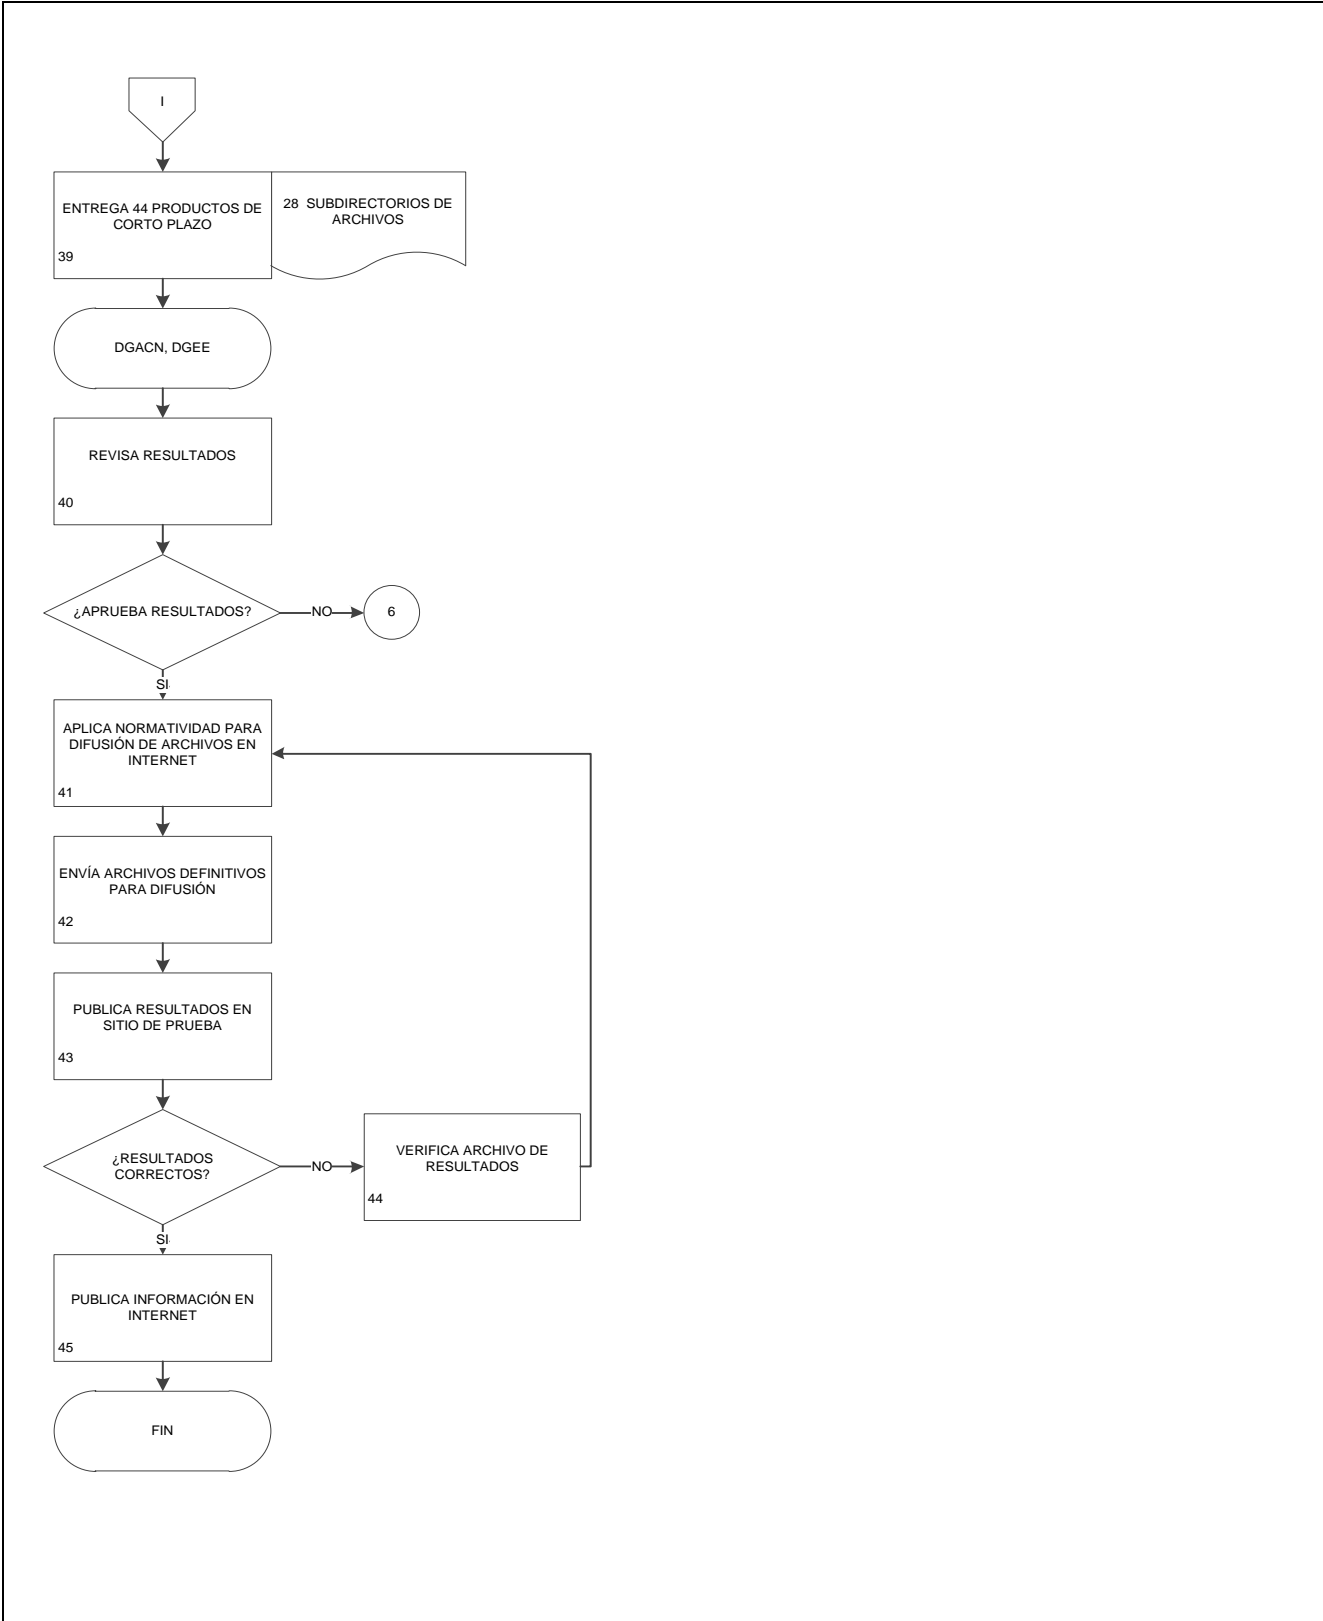 I
ENTREGA 44 PRODUCTOS DE
CORTO PLAZO
39
28 SUBDIRECTORIOS DE
ARCHIVOS
DGACN, DGEE
REVISA RESULTADOS
40
¿APRUEBA RESULTADOS?
NO
6
SI
APLICA NORMATIVIDAD PARA
DIFUSIÓN DE ARCHIVOS EN
INTERNET
41
ENVÍA ARCHIVOS DEFINITIVOS
PARA DIFUSIÓN
42
PUBLICA RESULTADOS EN
SITIO DE PRUEBA
43
¿RESULTADOS
CORRECTOS?
NO
VERIFICA ARCHIVO DE
RESULTADOS
44
SI
PUBLICA INFORMACIÓN EN
INTERNET
45
FIN